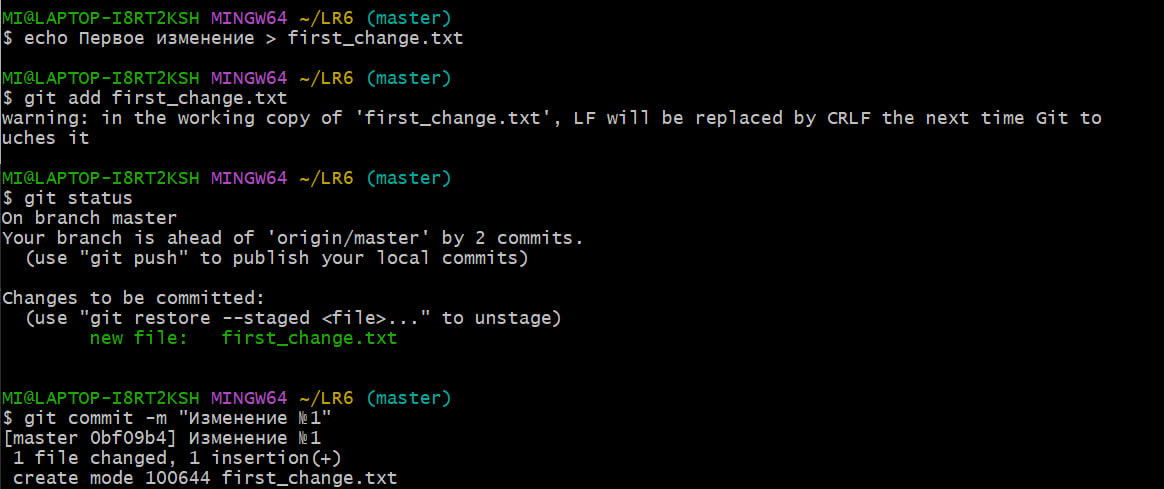 MI@LAPTOP-I8RT2KSH MINGW64 ~/LR6 (master)
$ echo Первое изменение > first_change.txt
MI@LAPTOP-I8RT2KSH MINGW64 ~/LR6 (master)
$ git add first_change.txt
warning: in the working copy of 'first_change.txt', LF will be replaced by CRLF the next time Git to
uches it
MI@LAPTOP-I8RT2KSH MINGW64 ~/LR6 (master)
$ git status
On branch master
Your branch is ahead of 'origin/master' by 2 commits.
  (use "git push" to publish your local commits)
Changes to be committed:
  (use "git restore --staged <file>..." to unstage)
        new file:   first_change.txt
MI@LAPTOP-I8RT2KSH MINGW64 ~/LR6 (master)
$ git commit -m "Изменение №1"
[master 0bf09b4] Изменение №1
 1 file changed, 1 insertion(+)
 create mode 100644 first_change.txt